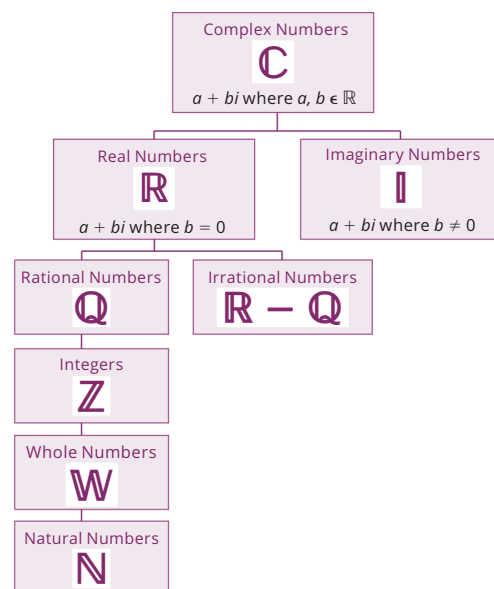 Complex Numbers
ℂ
a + bi where a, b ϵ ℝ
Real Numbers
ℝ
a + bi where b = 0
Imaginary Numbers
𝕀
a + bi where b ≠ 0
Rational Numbers
ℚ
Irrational Numbers
ℝ − ℚ
Integers
ℤ
Whole Numbers
𝕎
Natural Numbers
ℕ